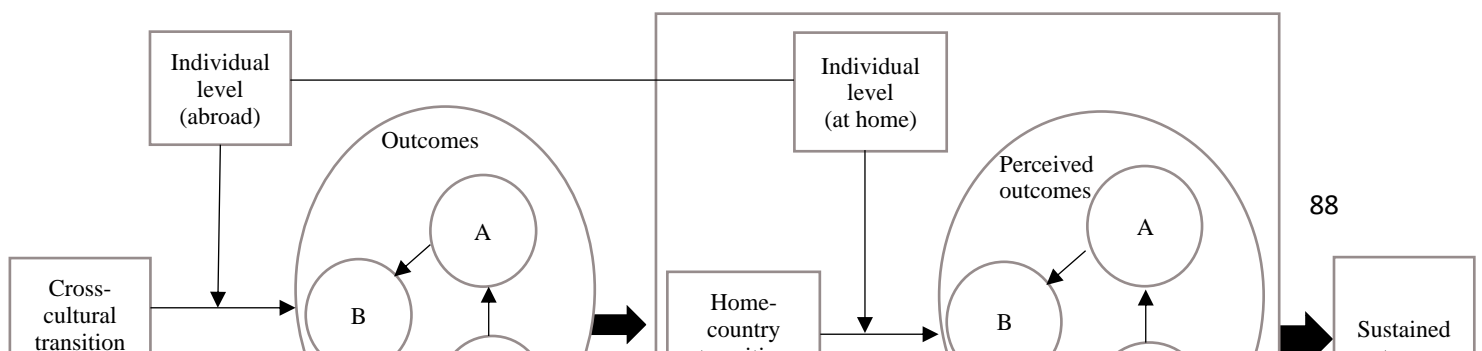 Individual
level
(abroad)
Individual
level
(at home)
Outcomes
Perceived
outcomes
88
A
A
Cross-
cultural
transition
B
Home-
country
B
Sustained